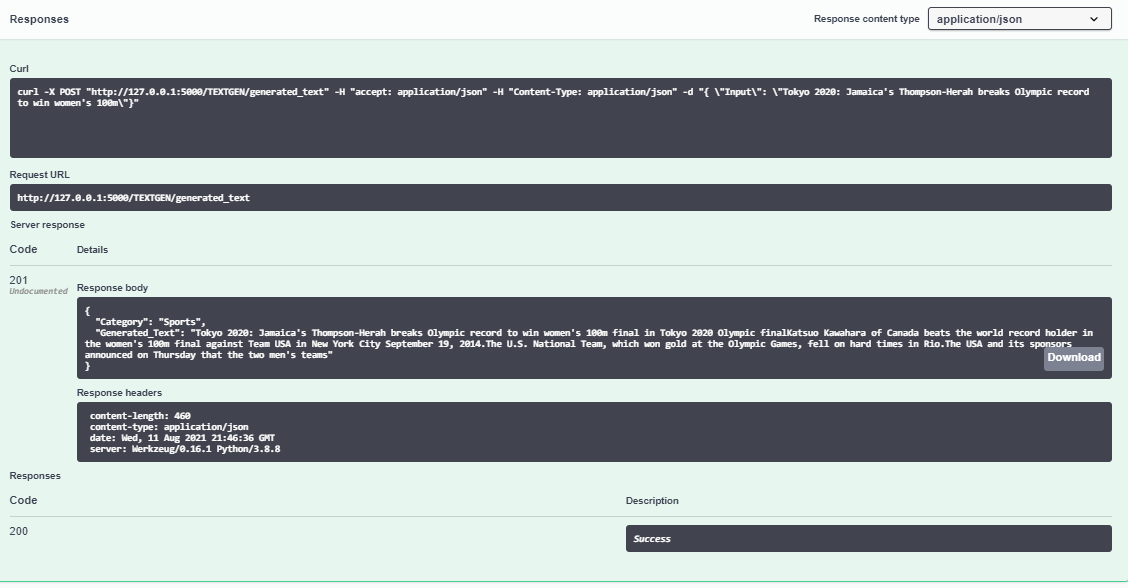 Responses
Response content type
application/json
Curl
curl -X POST "http://127.0.0.1:5000/TEXTGEN/generated_text" -H "accept: application/json" -H "Content-Type: application/json" -d "{ \"Input\": \"Tokyo 2020: Jamaica's Thompson-Herah breaks Olympic record
to win women's 100m\"}"
Request URL
http://127.0.0.1:5000/TEXTGEN/generated_text
Server response
Code Details
201
Undocumented
Response body
{
"Category": "Sports",
"Generated_Text": "Tokyo 2020: Jamaica's Thompson-Herah breaks Olympic record to win women's 100m final in Tokyo 2020 Olympic finalKatsuo Kawahara of Canada beats the world record holder in
the women's 100m final against Team USA in New York City September 19, 2014.The U.S. National Team, which won gold at the Olympic Games, fell on hard times in Rio.The USA and its sponsors
announced on Thursday that the two men's teams"
}
Download
Response headers
content-length: 460
content-type: application/json
date: Wed, 11 Aug 2021 21:46:36 GMT
server: Werkzeug/0.16.1 Python/3.8.8
Responses
Code Description
200 Success